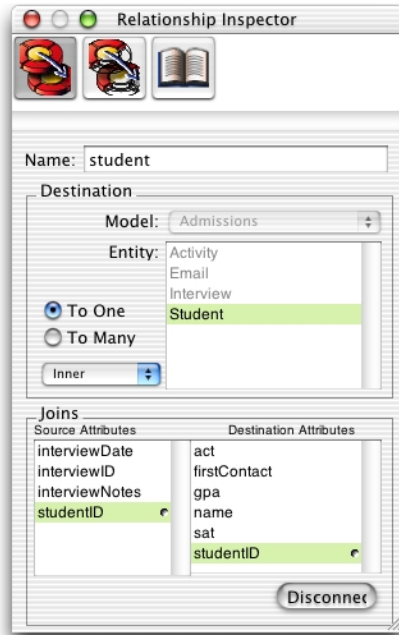 Relationship Inspector
Name: student
Destination
Model: Admissions
Entity: Activity
Email
Interview
To One
Student
To Many
Inner
Joins
Source Attributes Destination Attributes
interviewDate act
interviewID firstContact
interviewNotes gpa
studentID name
sat
studentID
Disconnec